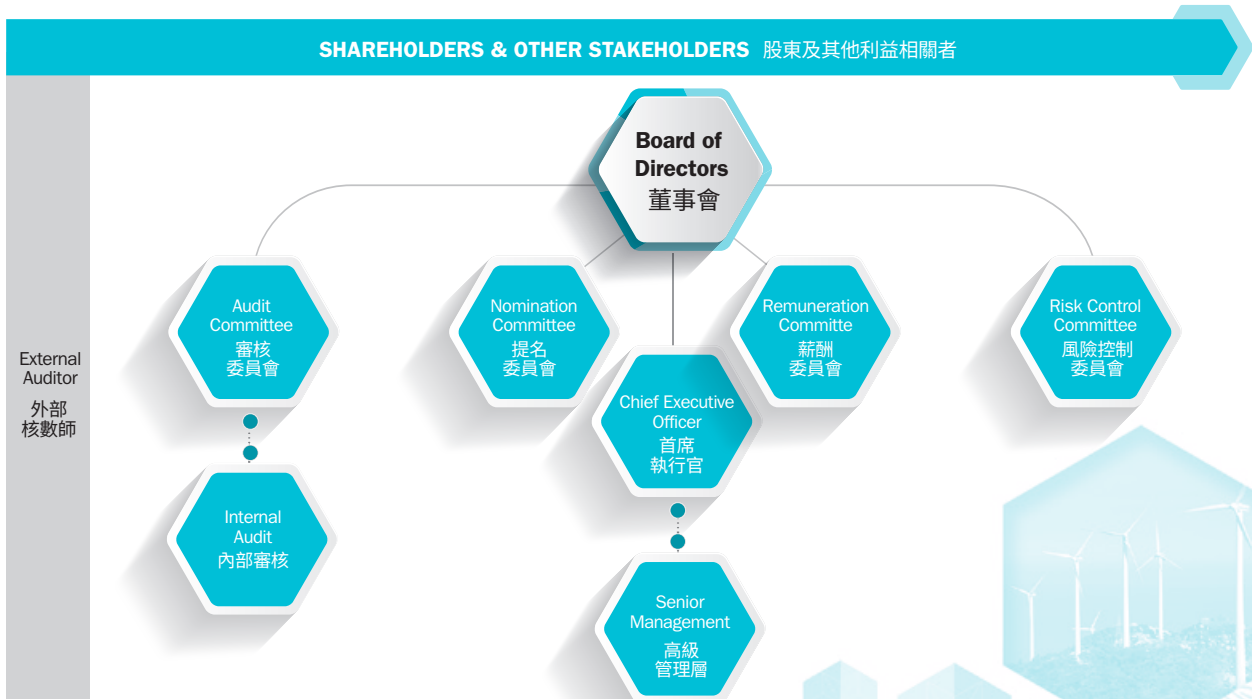 SHAREHOLDERS & OTHER STAKEHOLDERS 股東及其他利益相關者
Board of
Directors
董事會
Audit
Committee
審核
委員會
Nomination
Committee
提名
委員會
Remuneration
Committe
薪酬
委員會
Risk Control
Committee
風險控制
委員會
External
Auditor
外部
核數師
Chief Executive
Officer
首席
執行官
Internal
Audit
內部審核
Senior
Management
高級
管理層